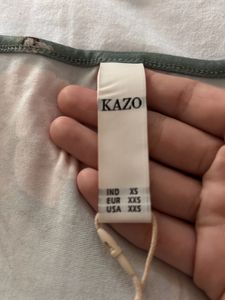 KAZO
IND XS
EUR XXS
USA XXS